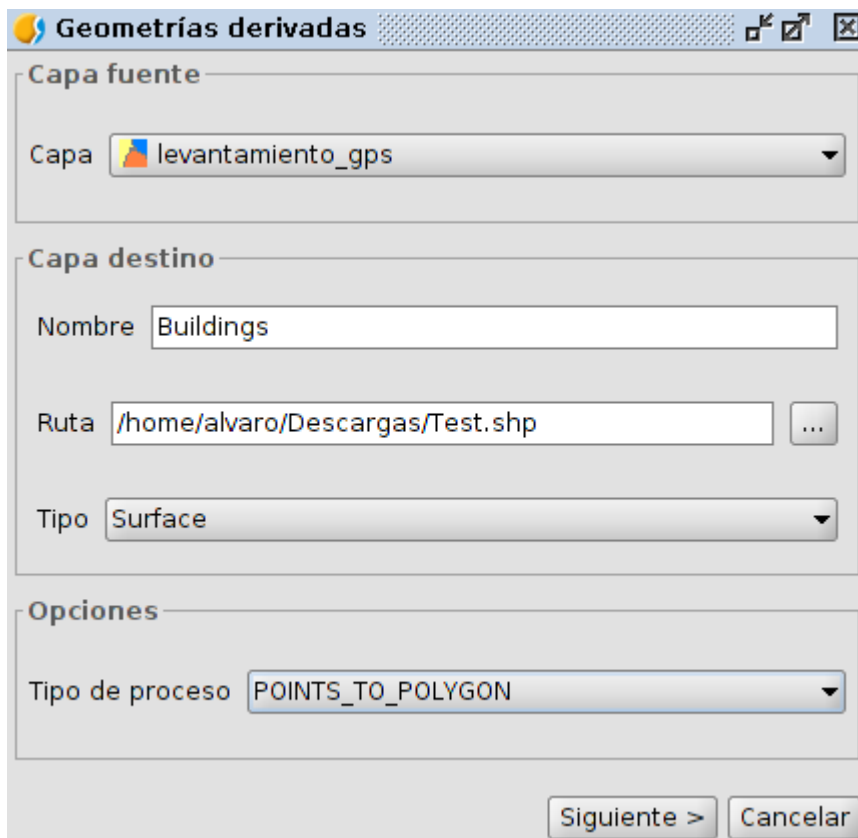 Geometrías derivadas
Capa fuente
Capa levantamiento_gps
Capa destino
Nombre Buildings
Ruta /home/alvaro/Descargas/Test.shp ...
Tipo Surface
Opciones
Tipo de proceso POINTS_TO_POLYGON
Siguiente > Cancelar